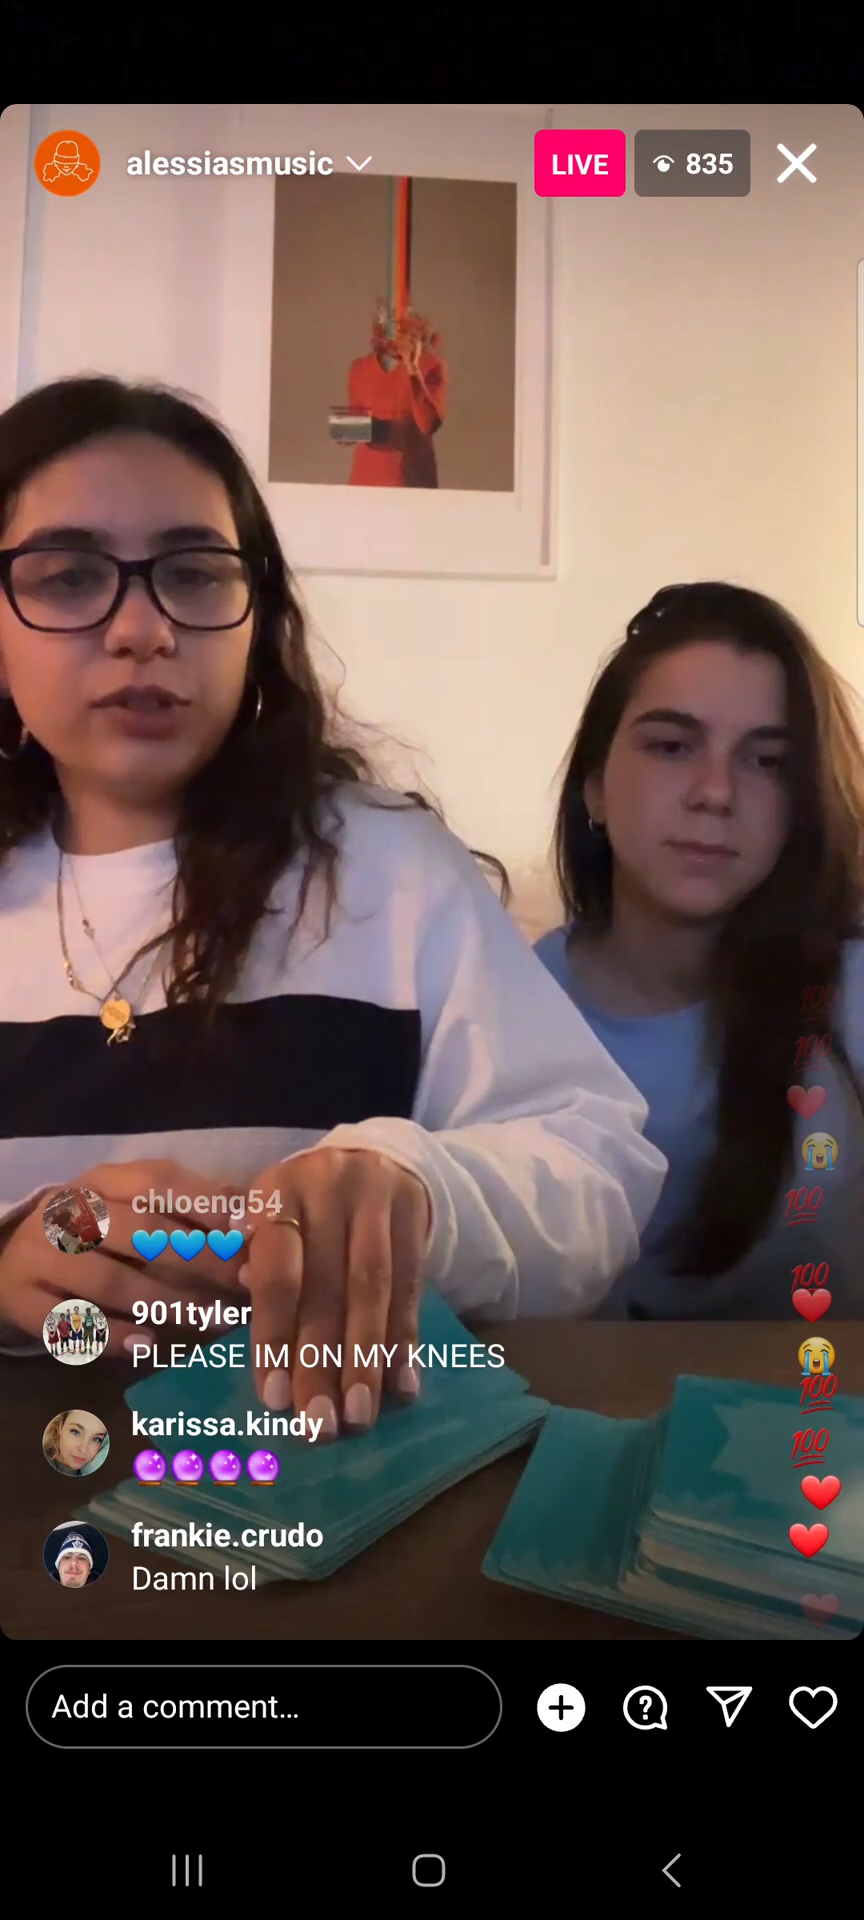 alessiasmusic
LIVE
835
chloeng54
💙💙💙
901tyler
PLEASE IM ON MY KNEES
karissa.kindy
🔮🔮🔮🔮
frankie.crudo
Damn lol
Add a comment...